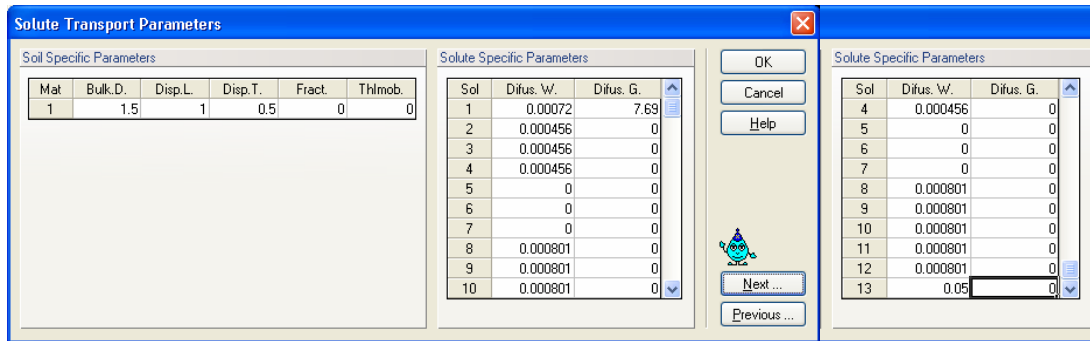 Solute Transport Parameters
Soil Specific Parameters
Mat Bulk.D. Disp.L. Disp.T. Fract. ThImob.
1 1.5 1 0.5 0 0
Solute Specific Parameters
Sol Difus. W. Difus. G.
1 0.00072 7.69
2 0.000456 0
3 0.000456 0
4 0.000456 0
5 0 0
6 0 0
7 0 0
8 0.000801 0
9 0.000801 0
10 0.000801 0
OK
Cancel
Help
Next ...
Previous ...
Solute Specific Parameters
Sol Difus. W. Difus. G.
4 0.000456 0
5 0 0
6 0 0
7 0 0
8 0.000801 0
9 0.000801 0
10 0.000801 0
11 0.000801 0
12 0.000801 0
13 0.05 0